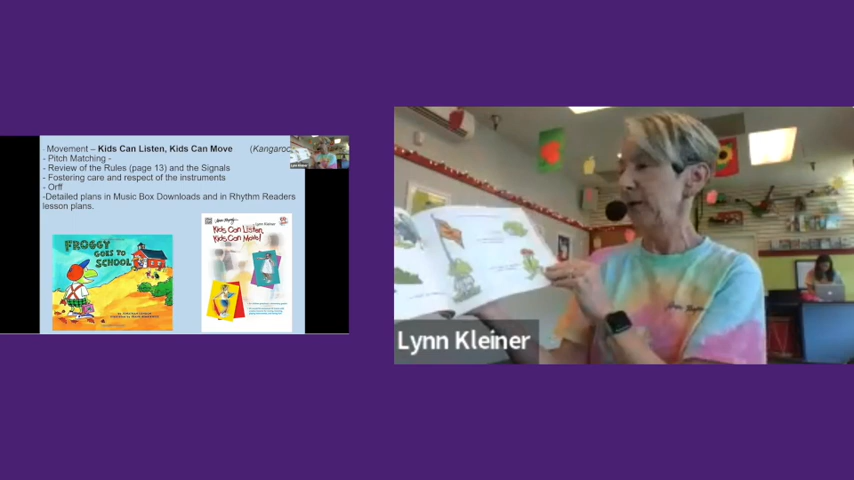 Movement – Kids Can Listen, Kids Can Move (Kangaroo
- Pitch Matching -
- Review of the Rules (page 13) and the Signals
- Fostering care and respect of the instruments
- Orff
-Detailed plans in Music Box Downloads and in Rhythm Readers
lesson plans.
FROGGY
GOES TO
SCHOOL
Lynn Kleiner
Kids Can Listen,
Kids Can Move!
Lynn Kleiner